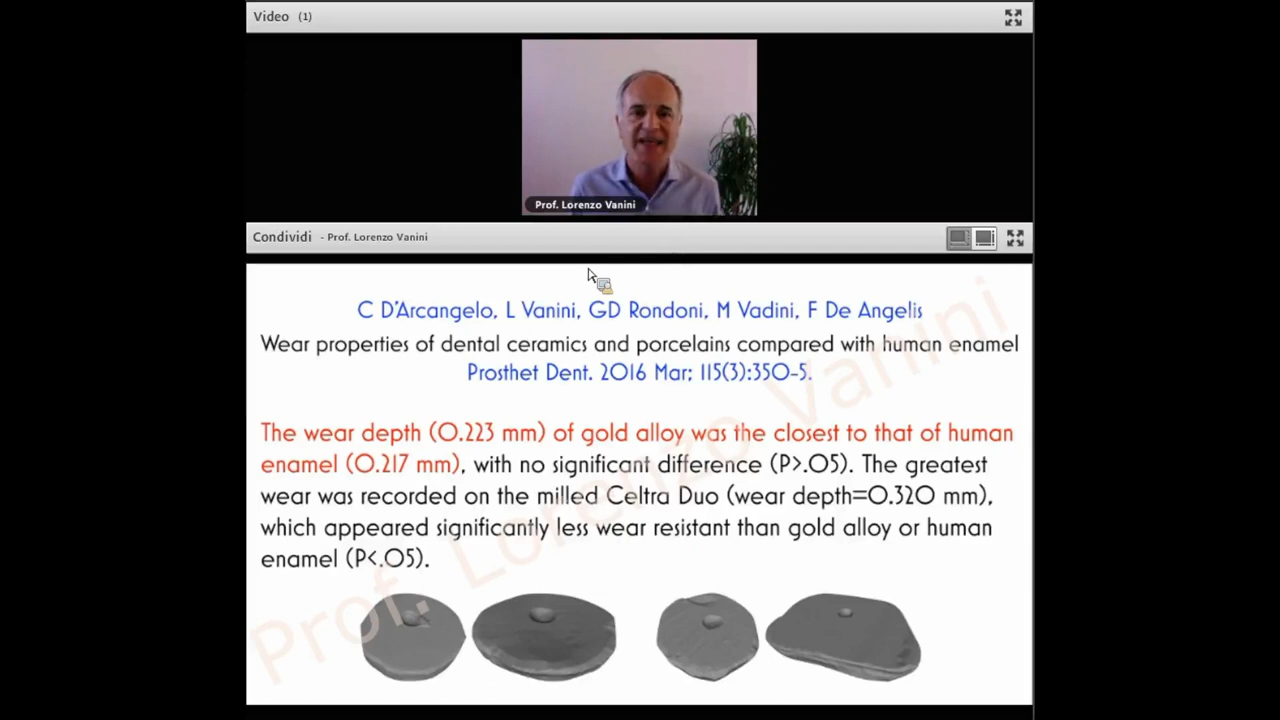 Video (1)
Prof. Lorenzo Vanini
Condividi - Prof. Lorenzo Vanini
C D'Arcangelo, L Vanini, GD Rondoni, M Vadini, F De Angelis
Wear properties of dental ceramics and porcelains compared with human enamel
Prosthet Dent. 2016 Mar; 115(3):350-5.
The wear depth (0.223 mm) of gold alloy was the closest to that of human
enamel (0.217 mm), with no significant difference (P>.05). The greatest
wear was recorded on the milled Celtra Duo (wear depth=0.320 mm),
which appeared significantly less wear resistant than gold alloy or human
enamel (P<.05).
Prof. Lorenzo Vanini